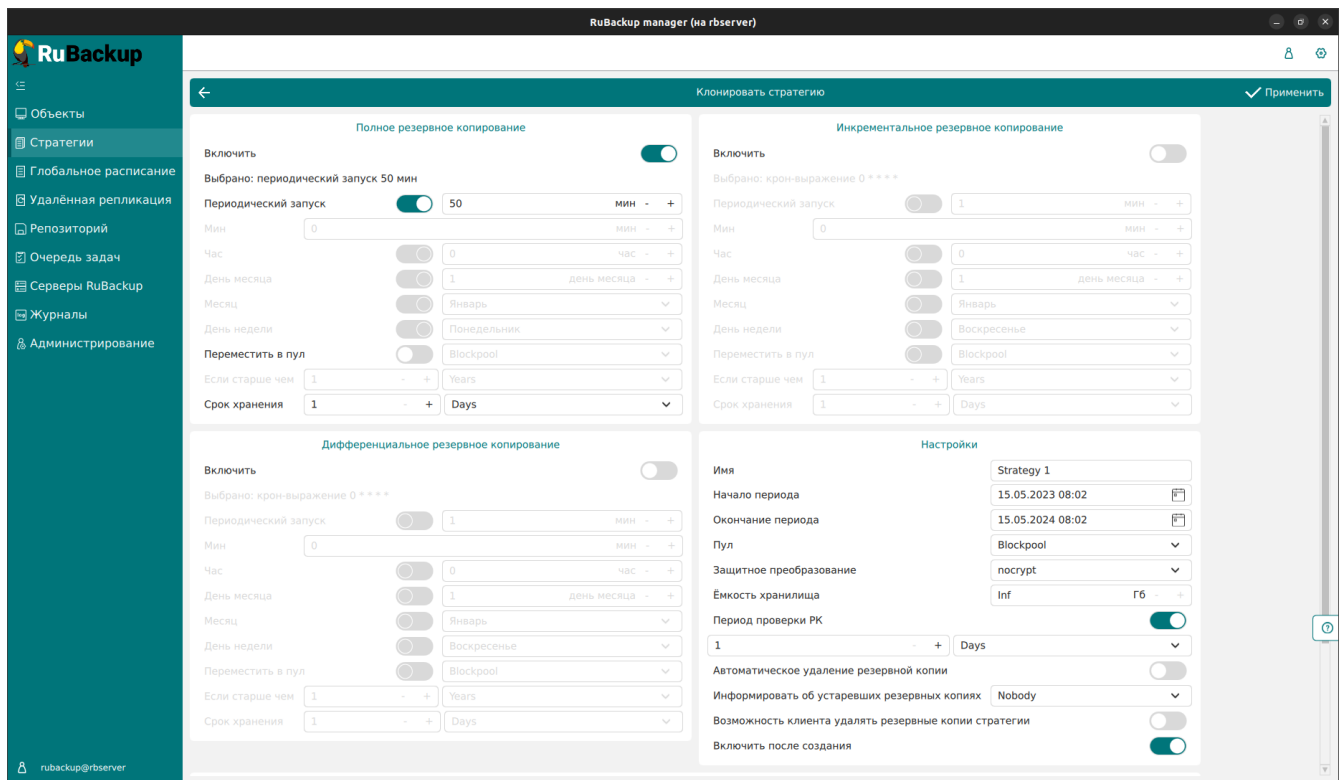 RuBackup manager (на rbserver)
RuBackup
Объекты
Стратегии
Глобальное расписание
Удалённая репликация
Репозиторий
Очередь задач
Серверы RuBackup
Журналы
Администрирование
rubackup@rbserver
Клонировать стратегию
Применить
Полное резервное копирование
Включить
Выбрано: периодический запуск 50 мин
Периодический запуск 50 мин - +
Мин 0 мин - +
Час 0 час - +
День месяца 1 день месяца - +
Месяц Январь
День недели Понедельник
Переместить в пул Blockpool
Если старше чем 1 - + Years
Срок хранения 1 - + Days
Инкрементальное резервное копирование
Включить
Выбрано: крон-выражение 0 * * * *
Периодический запуск 1 мин - +
Мин 0 мин - +
Час 0 час - +
День месяца 1 день месяца - +
Месяц Январь
День недели Воскресенье
Переместить в пул Blockpool
Если старше чем 1 - + Years
Срок хранения 1 - + Days
Дифференциальное резервное копирование
Включить
Выбрано: крон-выражение 0 * * * *
Периодический запуск 1 мин - +
Мин 0 мин - +
Час 0 час - +
День месяца 1 день месяца - +
Месяц Январь
День недели Воскресенье
Переместить в пул Blockpool
Если старше чем 1 - + Years
Срок хранения 1 - + Days
Настройки
Имя Strategy 1
Начало периода 15.05.2023 08:02
Окончание периода 15.05.2024 08:02
Пул Blockpool
Защитное преобразование nocrypt
Ёмкость хранилища Inf Гб - +
Период проверки РК
1 - + Days
Автоматическое удаление резервной копии
Информировать об устаревших резервных копиях Nobody
Возможность клиента удалять резервные копии стратегии
Включить после создания